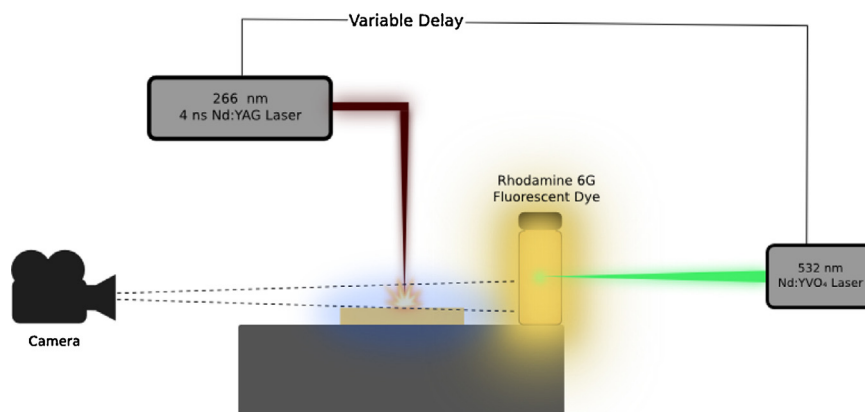 Variable Delay
266 nm
4 ns Nd:YAG Laser
Rhodamine 6G
Fluorescent Dye
532 nm
Nd:YVO₄ Laser
Camera